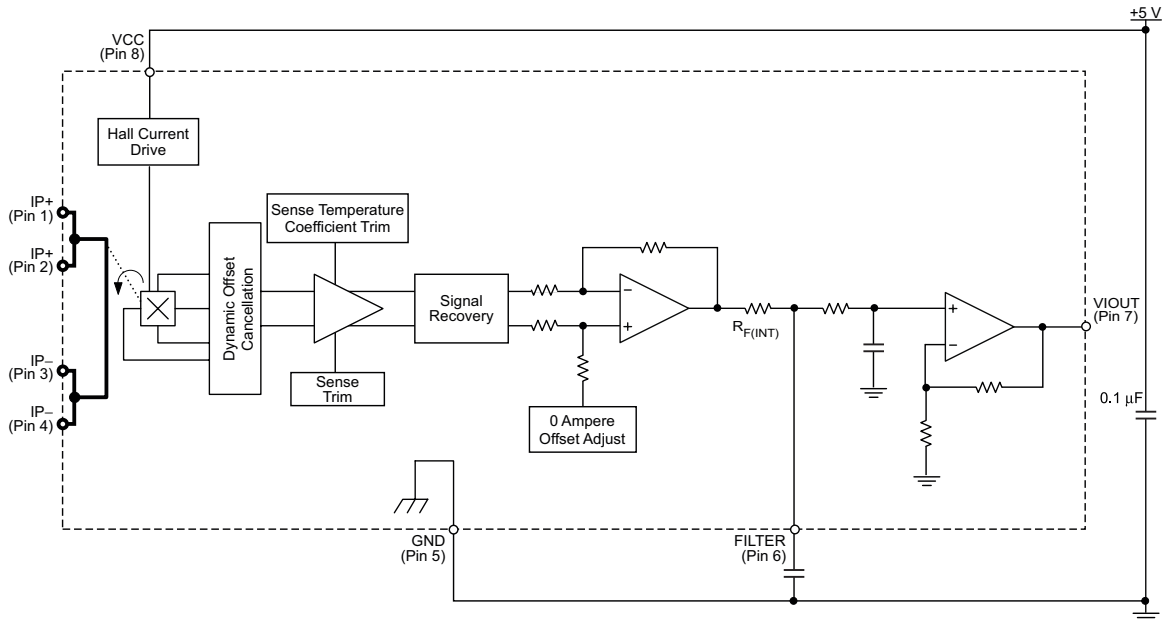 +5 V
VCC
(Pin 8)
Hall Current
Drive
IP+
(Pin 1)
IP+
(Pin 2)
IP–
(Pin 3)
IP–
(Pin 4)
Dynamic Offset
Cancellation
Sense Temperature
Coefficient Trim
Sense
Trim
Signal
Recovery
0 Ampere
Offset Adjust
–
+
RF(INT)
+
–
VIOUT
(Pin 7)
0.1 μF
GND
(Pin 5)
FILTER
(Pin 6)